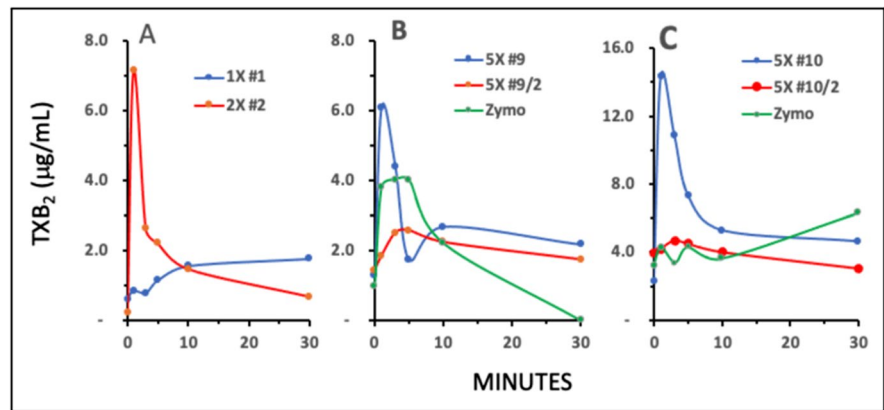 A
8.0
6.0
4.0
2.0
-
0
10
20
30
1X #1
2X #2
B
8.0
6.0
4.0
2.0
-
0
10
20
30
5X #9
5X #9/2
Zymo
C
16.0
12.0
8.0
4.0
-
0
10
20
30
5X #10
5X #10/2
Zymo
TXB₂ (µg/mL)
MINUTES